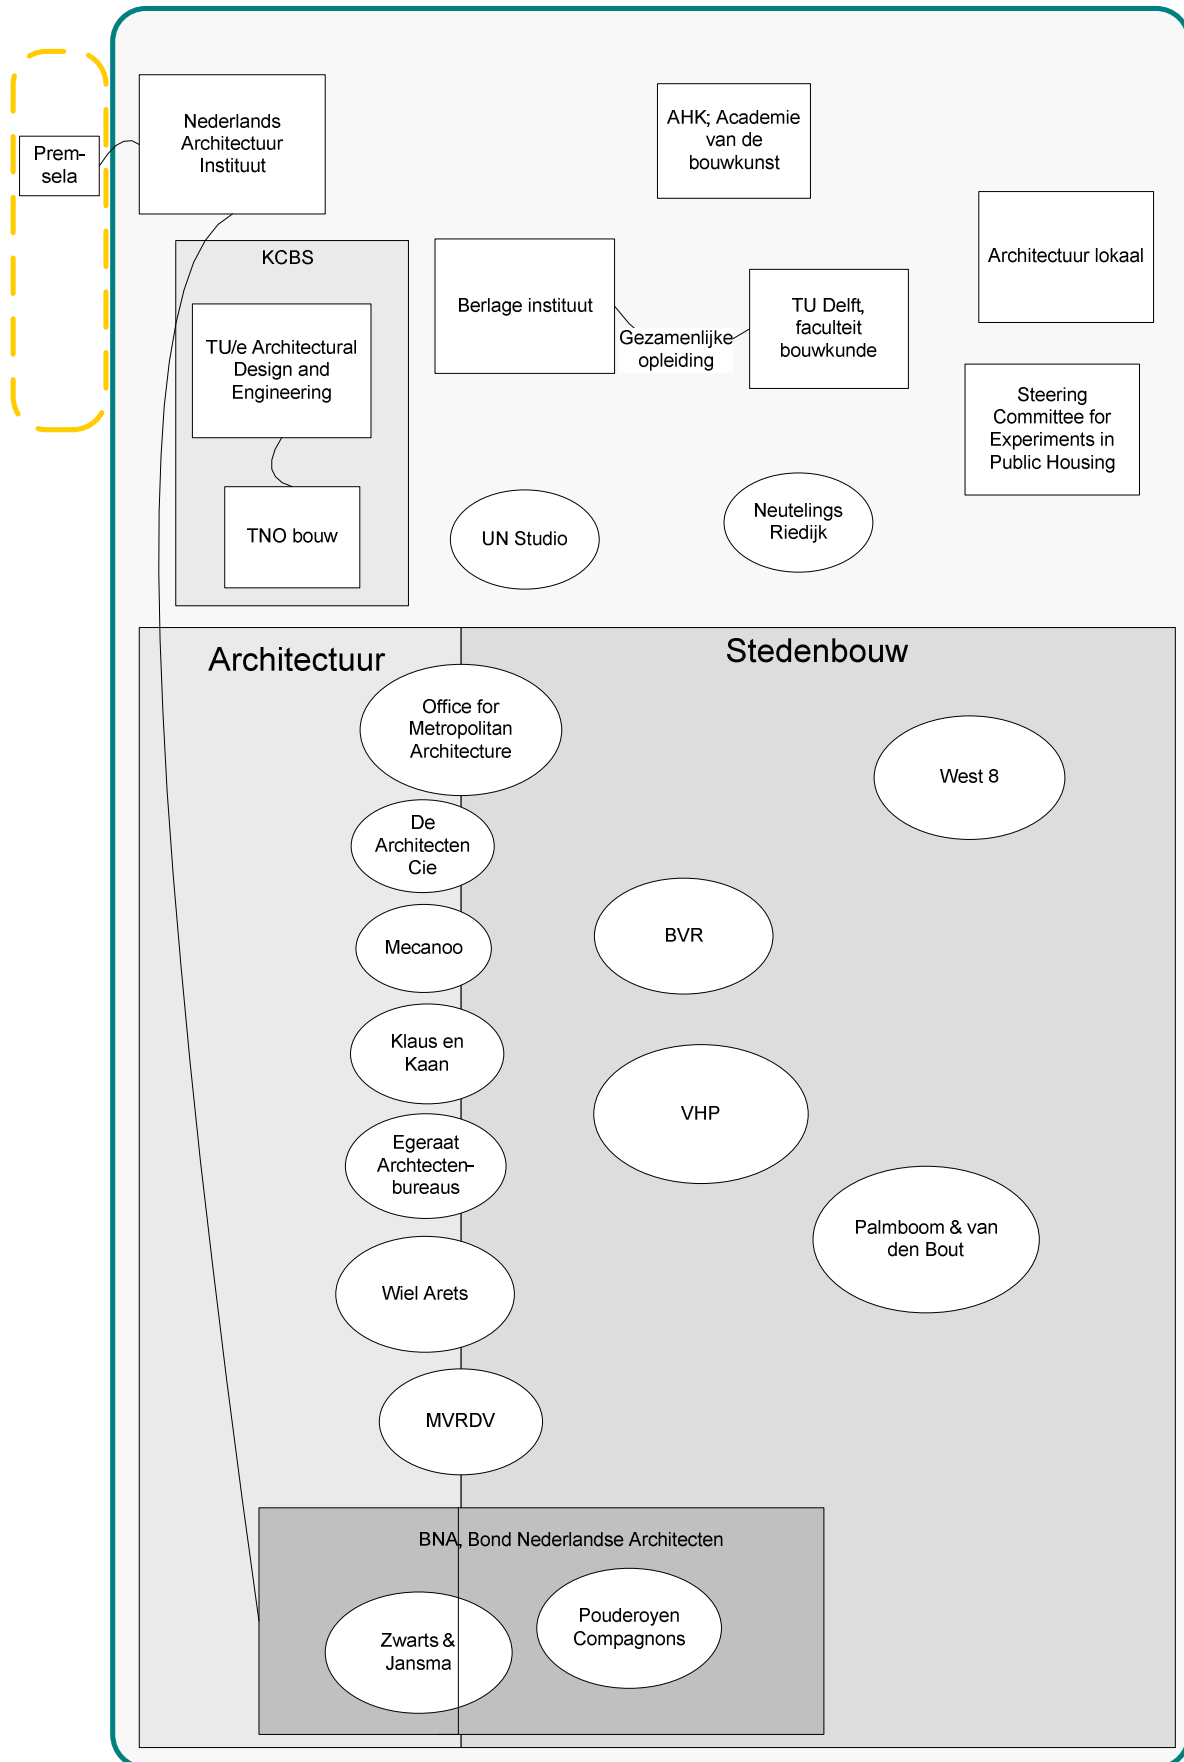 Prem-
sela
Nederlands
Architectuur
Instituut
AHK; Academie
van de
bouwkunst
Architectuur lokaal
KCBS
TU/e Architectural
Design and
Engineering
TNO bouw
Berlage instituut
Gezamenlijke
opleiding
TU Delft,
faculteit
bouwkunde
Steering
Committee for
Experiments in
Public Housing
UN Studio
Neutelings
Riedijk
Architectuur
Stedenbouw
Office for
Metropolitan
Architecture
West 8
De
Architecten
Cie
BVR
Mecanoo
Klaus en
Kaan
VHP
Egeraat
Archtecten-
bureaus
Palmboom & van
den Bout
Wiel Arets
MVRDV
BNA, Bond Nederlandse Architecten
Zwarts &
Jansma
Pouderoyen
Compagnons